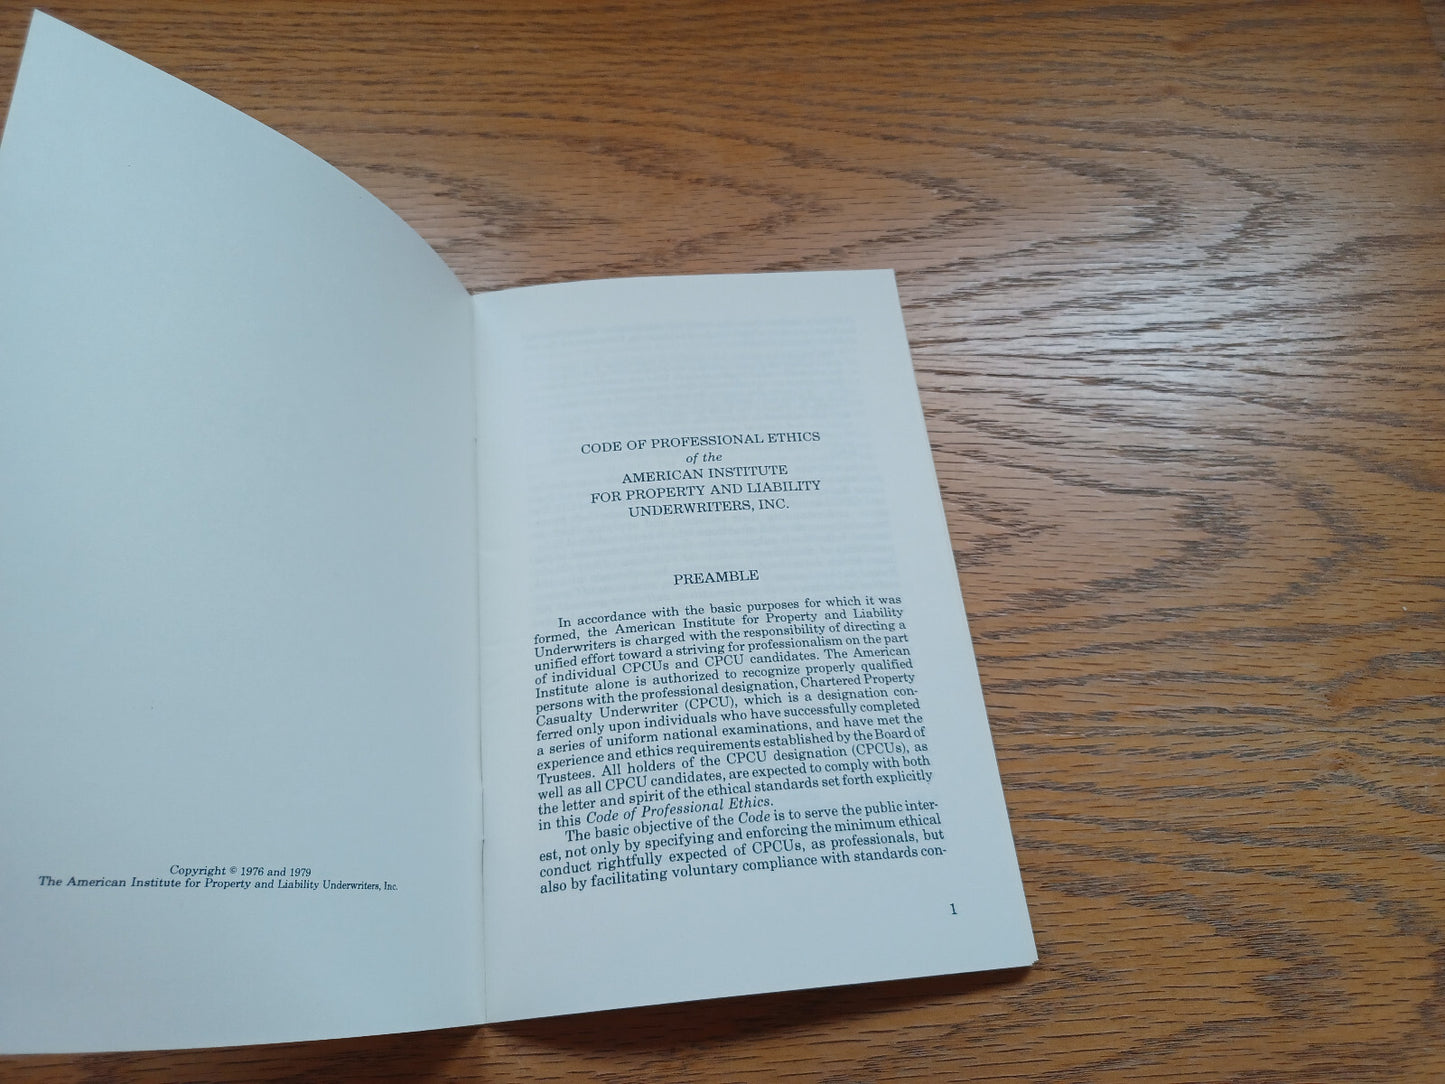 Copyright © 1976 and 1979
The American Institute for Property and Liability Underwriters, Inc.
CODE OF PROFESSIONAL ETHICS
of the
AMERICAN INSTITUTE
FOR PROPERTY AND LIABILITY
UNDERWRITERS, INC.
PREAMBLE
In accordance with the basic purposes for which it was
formed, the American Institute for Property and Liability
Underwriters is charged with the responsibility of directing a
unified effort toward a striving for professionalism on the part
of individual CPCUs and CPCU candidates. The American
Institute alone is authorized to recognize properly qualified
persons with the professional designation, Chartered Property
Casualty Underwriter (CPCU), which is a designation con-
ferred only upon individuals who have successfully completed
a series of uniform national examinations, and have met the
experience and ethics requirements established by the Board of
Trustees. All holders of the CPCU designation (CPCUs), as
well as all CPCU candidates, are expected to comply with both
the letter and spirit of the ethical standards set forth explicitly
in this Code of Professional Ethics.
The basic objective of the Code is to serve the public inter-
est, not only by specifying and enforcing the minimum ethical
conduct rightfully expected of CPCUs, as professionals, but
also by facilitating voluntary compliance with standards con-
1